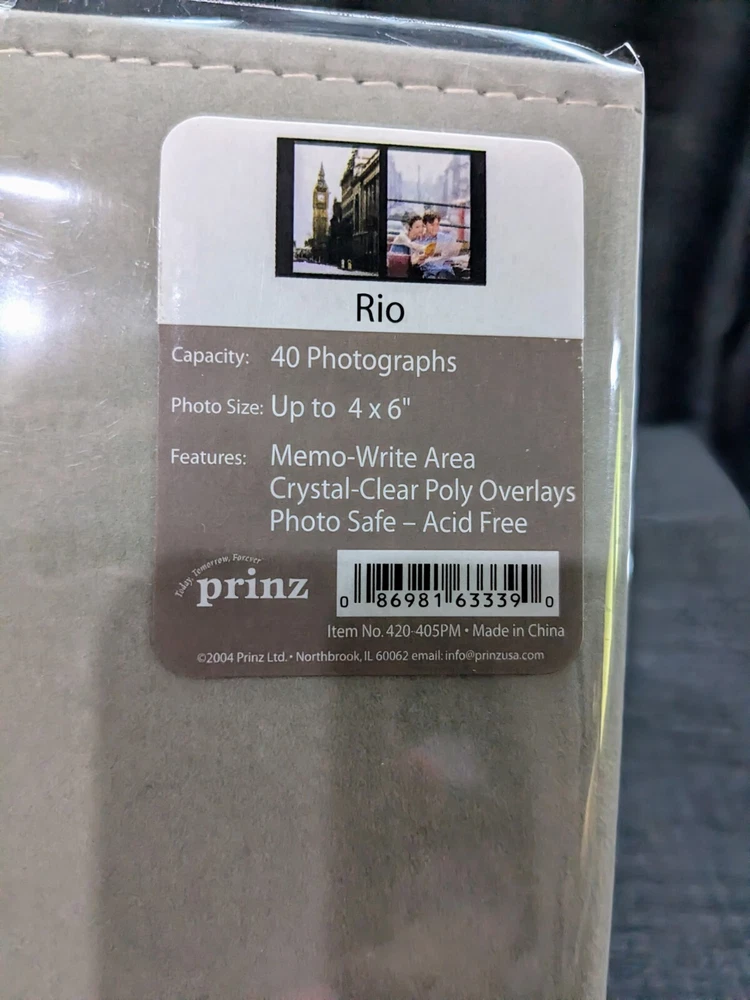 Rio
Capacity: 40 Photographs
Photo Size: Up to 4 x 6"
Features: Memo-Write Area
Crystal-Clear Poly Overlays
Photo Safe – Acid Free
Today, Tomorrow, Forever
prinz
0 86981 63339 0
Item No. 420-405PM • Made in China
©2004 Prinz Ltd. • Northbrook, IL 60062 email: info@prinzusa.com